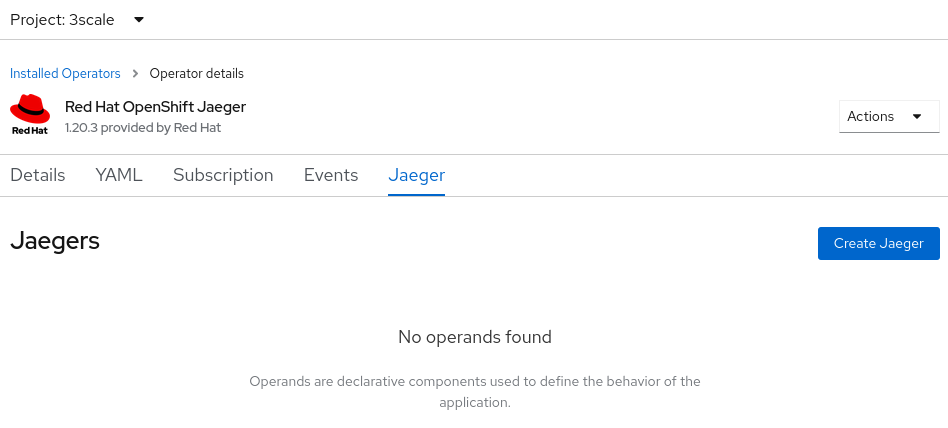 Project: 3scale
Installed Operators
Operator details
Red Hat
Red Hat OpenShift Jaeger
1.20.3 provided by Red Hat
Actions
Details YAML Subscription Events Jaeger
Jaegers
Create Jaeger
No operands found
Operands are declarative components used to define the behavior of the
application.